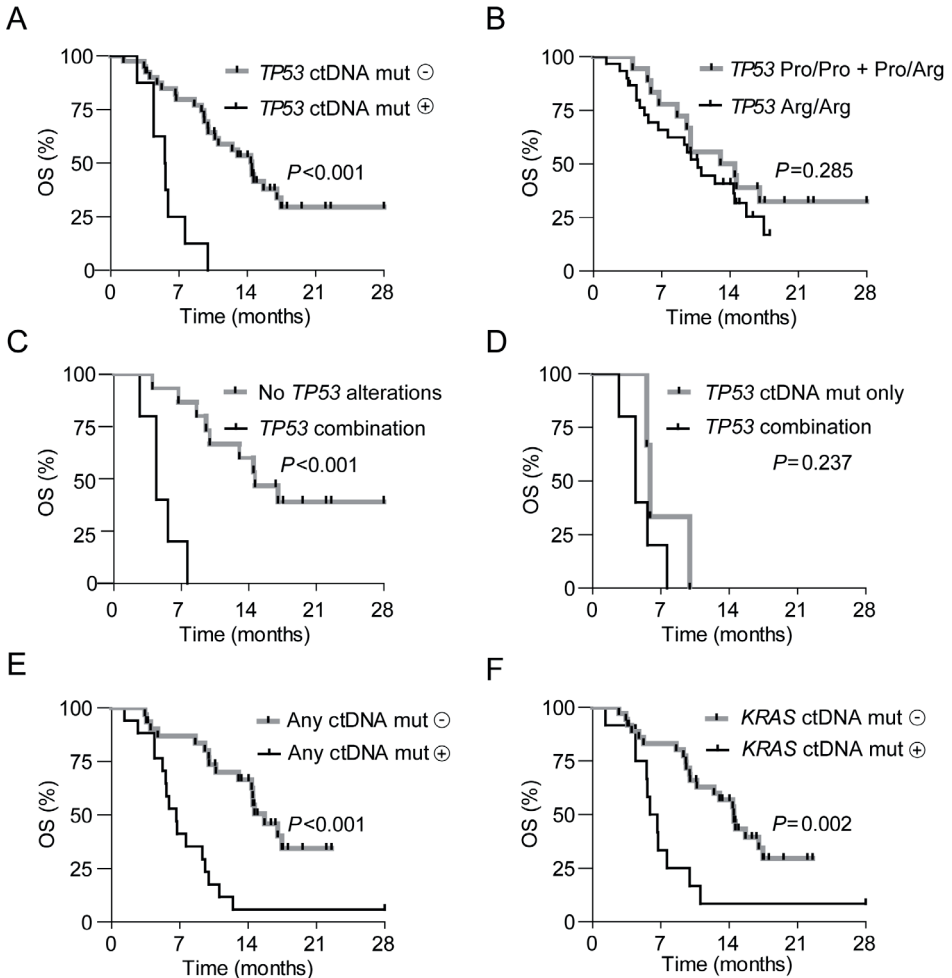 A
100
75
50
25
0
OS (%)
TP53 ctDNA mut ⊖
TP53 ctDNA mut ⊕
P<0.001
0 7 14 21 28
Time (months)
B
100
75
50
25
0
OS (%)
TP53 Pro/Pro + Pro/Arg
TP53 Arg/Arg
P=0.285
0 7 14 21 28
Time (months)
C
100
75
50
25
0
OS (%)
No TP53 alterations
TP53 combination
P<0.001
0 7 14 21 28
Time (months)
D
100
75
50
25
0
OS (%)
TP53 ctDNA mut only
TP53 combination
P=0.237
0 7 14 21 28
Time (months)
E
100
75
50
25
0
OS (%)
Any ctDNA mut ⊖
Any ctDNA mut ⊕
P<0.001
0 7 14 21 28
Time (months)
F
100
75
50
25
0
OS (%)
KRAS ctDNA mut ⊖
KRAS ctDNA mut ⊕
P=0.002
0 7 14 21 28
Time (months)